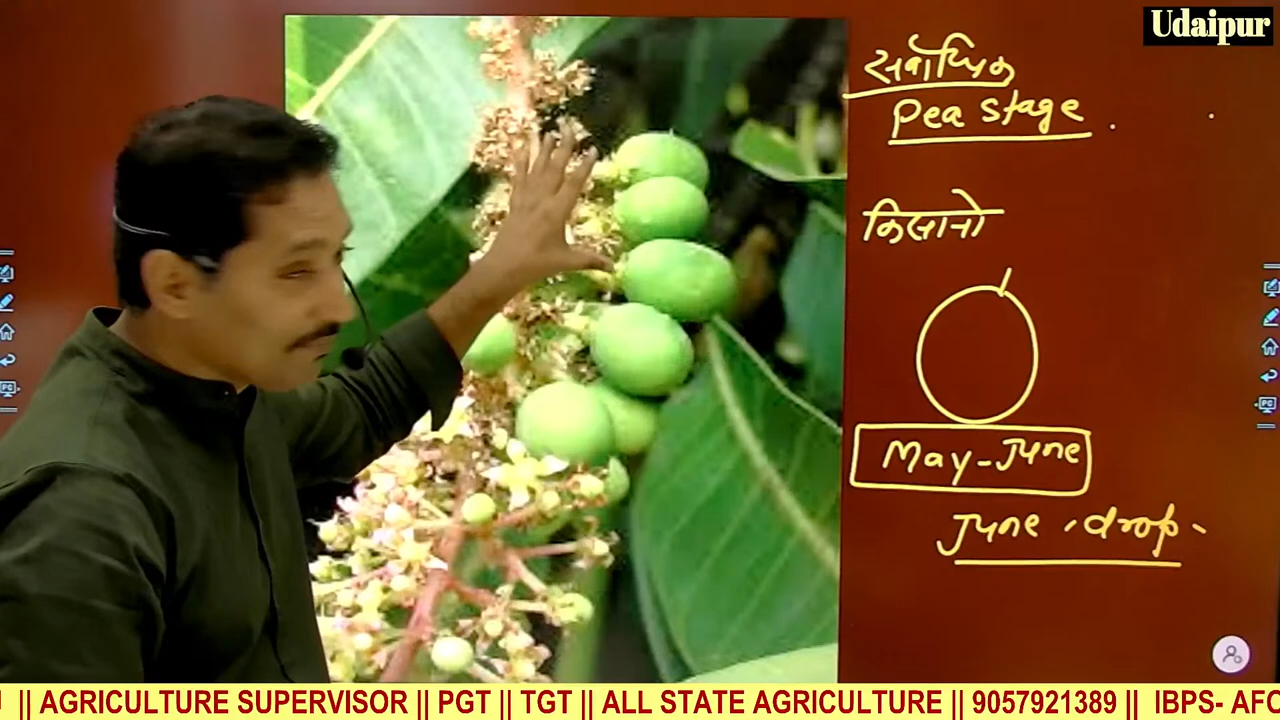 Udaipur
सर्वाधिक
Pea stage.
किसानो
May-June
June drop-
|| AGRICULTURE SUPERVISOR || PGT || TGT || ALL STATE AGRICULTURE || 9057921389 || IBPS- AFO